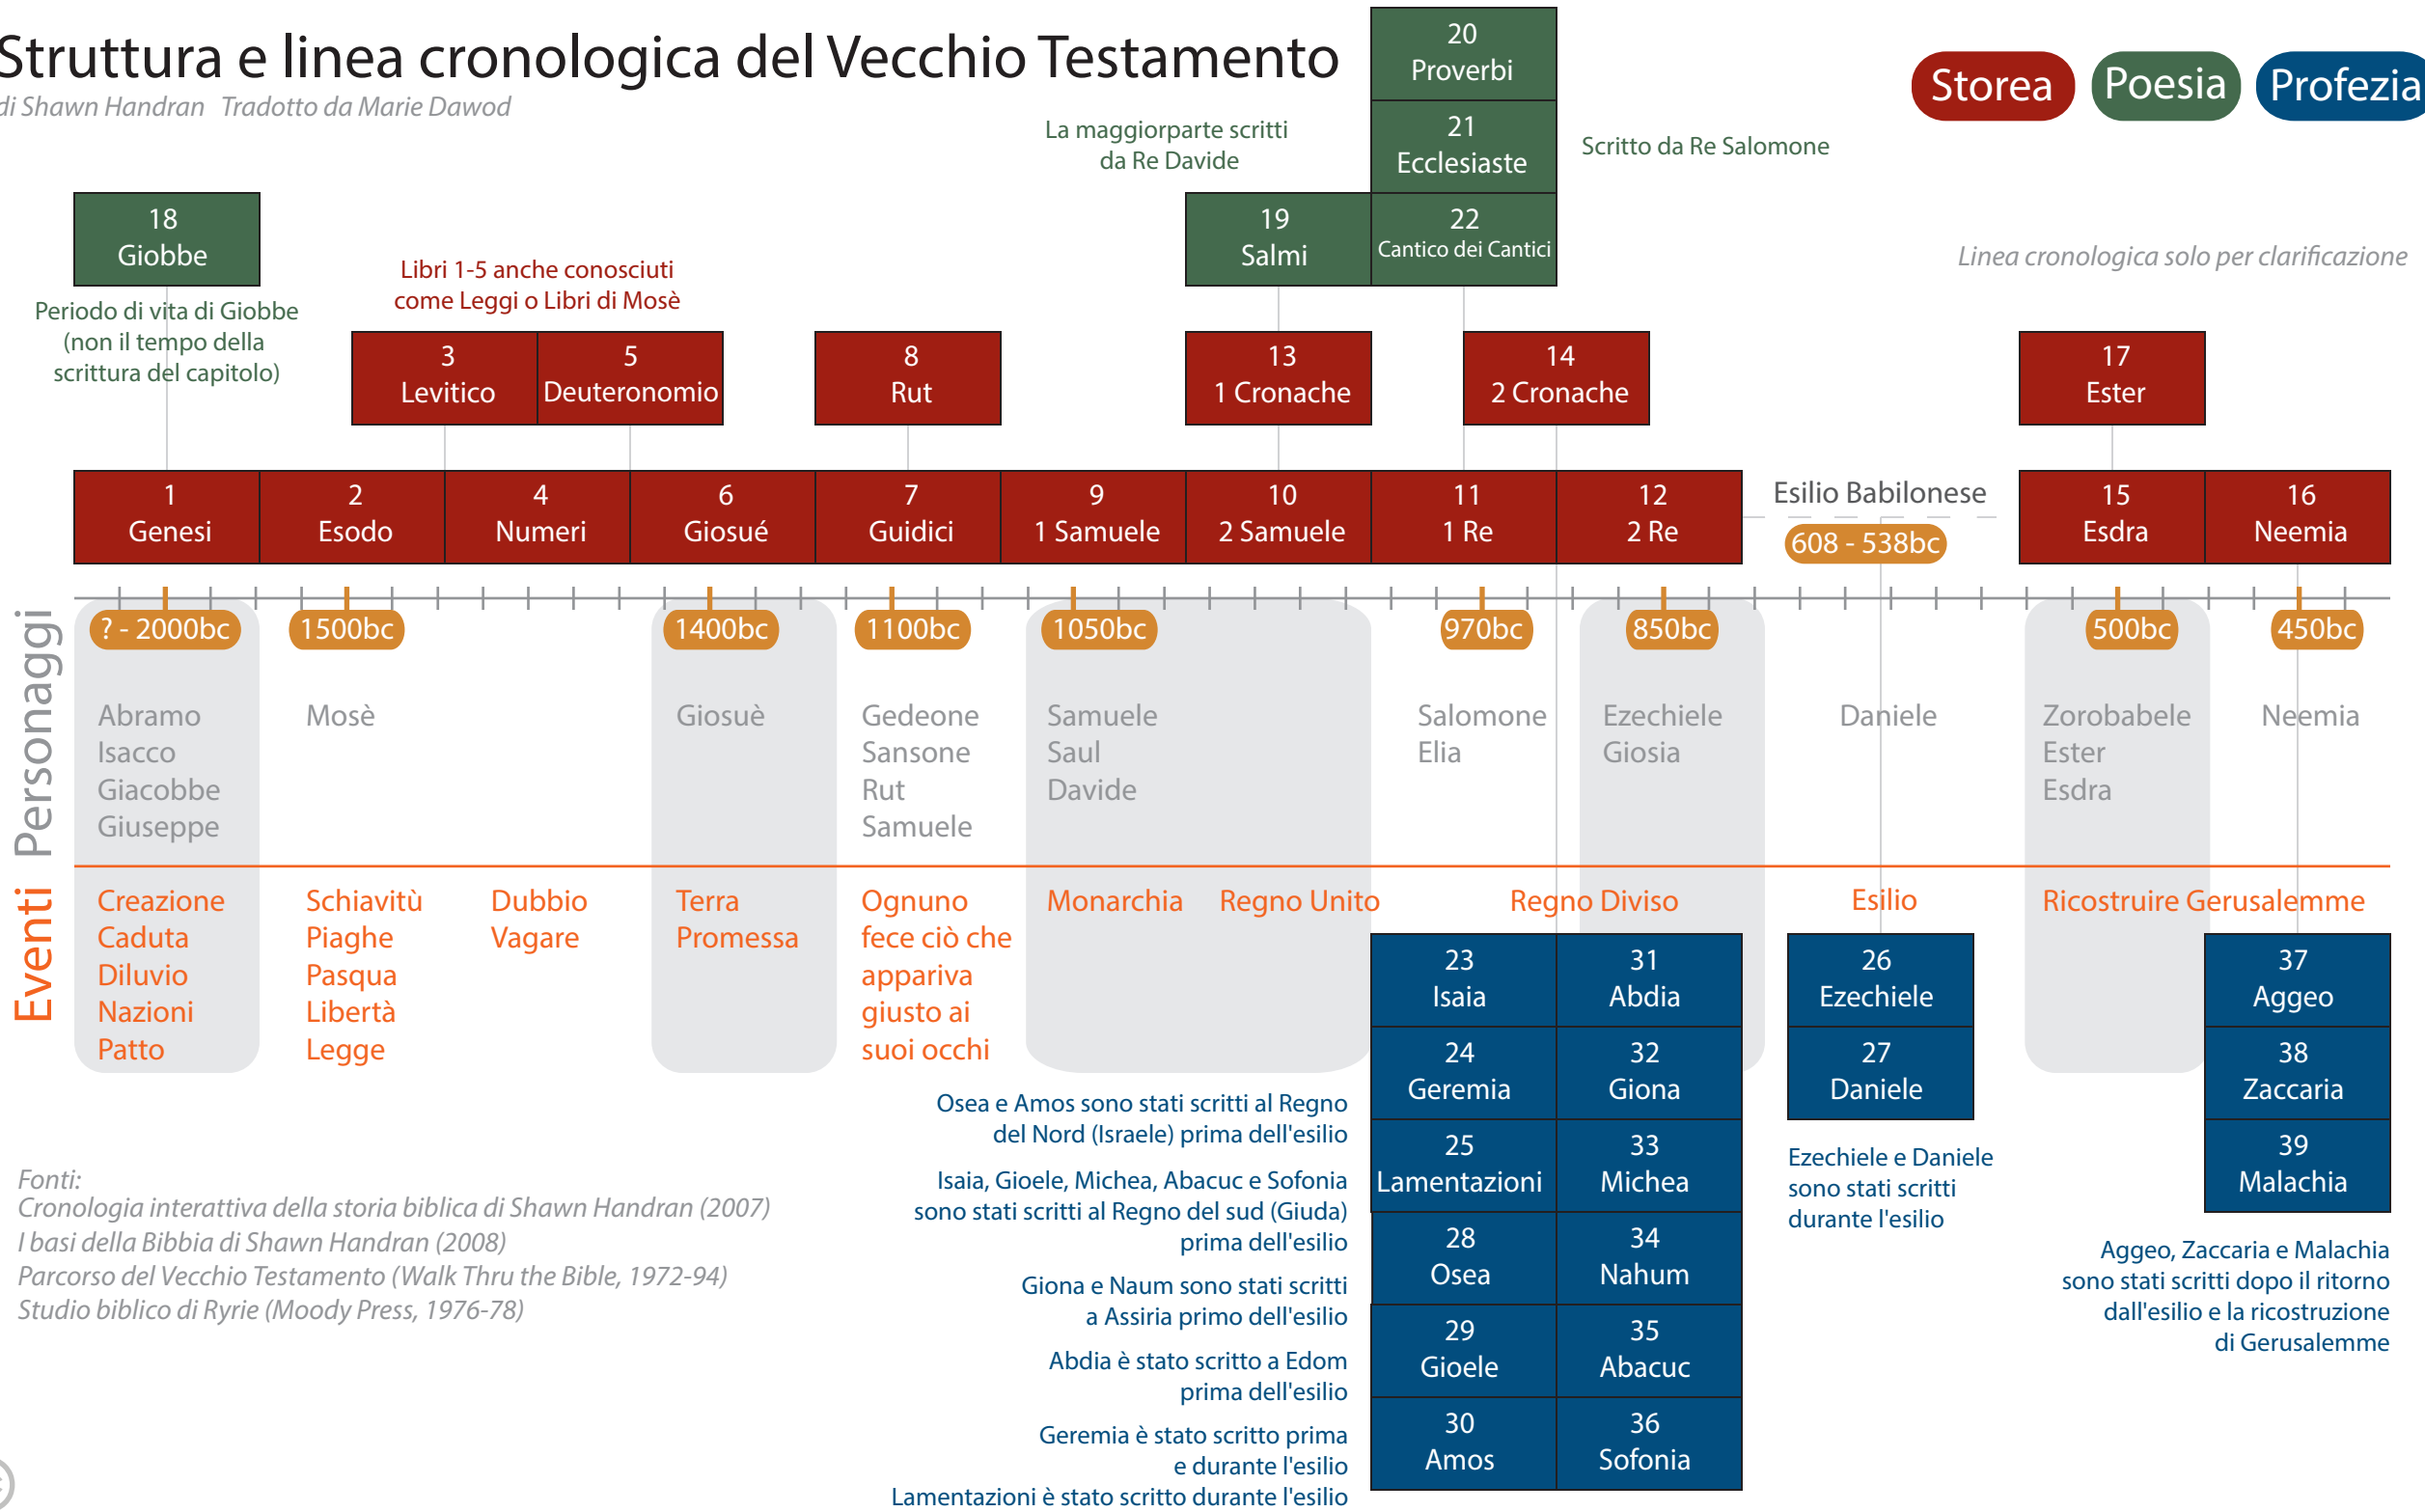 Struttura e linea cronologica del Vecchio Testamento
di Shawn Handran Tradotto da Marie Dawod
Storea
Poesia
Profezia
20
Proverbi
21
Ecclesiaste
La maggiorparte scritti
da Re Davide
Scritto da Re Salomone
18
Giobbe
19
Salmi
22
Cantico dei Cantici
Linea cronologica solo per clarificazione
Periodo di vita di Giobbe
(non il tempo della
scrittura del capitolo)
Libri 1-5 anche conosciuti
come Leggi o Libri di Mosè
3
Levitico
5
Deuteronomio
8
Rut
13
1 Cronache
14
2 Cronache
17
Ester
1
Genesi
2
Esodo
4
Numeri
6
Giosué
7
Guidici
9
1 Samuele
10
2 Samuele
11
1 Re
12
2 Re
Esilio Babilonese
608 - 538bc
15
Esdra
16
Neemia
? - 2000bc
1500bc
1400bc
1100bc
1050bc
970bc
850bc
500bc
450bc
Personaggi
Abramo
Isacco
Giacobbe
Giuseppe
Mosè
Giosuè
Gedeone
Sansone
Rut
Samuele
Samuele
Saul
Davide
Salomone
Elia
Ezechiele
Giosia
Daniele
Zorobabele
Ester
Esdra
Neemia
Eventi
Creazione
Caduta
Diluvio
Nazioni
Patto
Schiavitù
Piaghe
Pasqua
Libertà
Legge
Dubbio
Vagare
Terra
Promessa
Ognuno
fece ciò che
appariva
giusto ai
suoi occhi
Monarchia
Regno Unito
Regno Diviso
Esilio
Ricostruire Gerusalemme
23
Isaia
24
Geremia
25
Lamentazioni
28
Osea
29
Gioele
30
Amos
31
Abdia
32
Giona
33
Michea
34
Nahum
35
Abacuc
36
Sofonia
26
Ezechiele
27
Daniele
37
Aggeo
38
Zaccaria
39
Malachia
Osea e Amos sono stati scritti al Regno
del Nord (Israele) prima dell'esilio
Isaia, Gioele, Michea, Abacuc e Sofonia
sono stati scritti al Regno del sud (Giuda)
prima dell'esilio
Giona e Naum sono stati scritti
a Assiria primo dell'esilio
Abdia è stato scritto a Edom
prima dell'esilio
Geremia è stato scritto prima
e durante l'esilio
Lamentazioni è stato scritto durante l'esilio
Ezechiele e Daniele
sono stati scritti
durante l'esilio
Aggeo, Zaccaria e Malachia
sono stati scritti dopo il ritorno
dall'esilio e la ricostruzione
di Gerusalemme
Fonti:
Cronologia interattiva della storia biblica di Shawn Handran (2007)
I basi della Bibbia di Shawn Handran (2008)
Parcorso del Vecchio Testamento (Walk Thru the Bible, 1972-94)
Studio biblico di Ryrie (Moody Press, 1976-78)